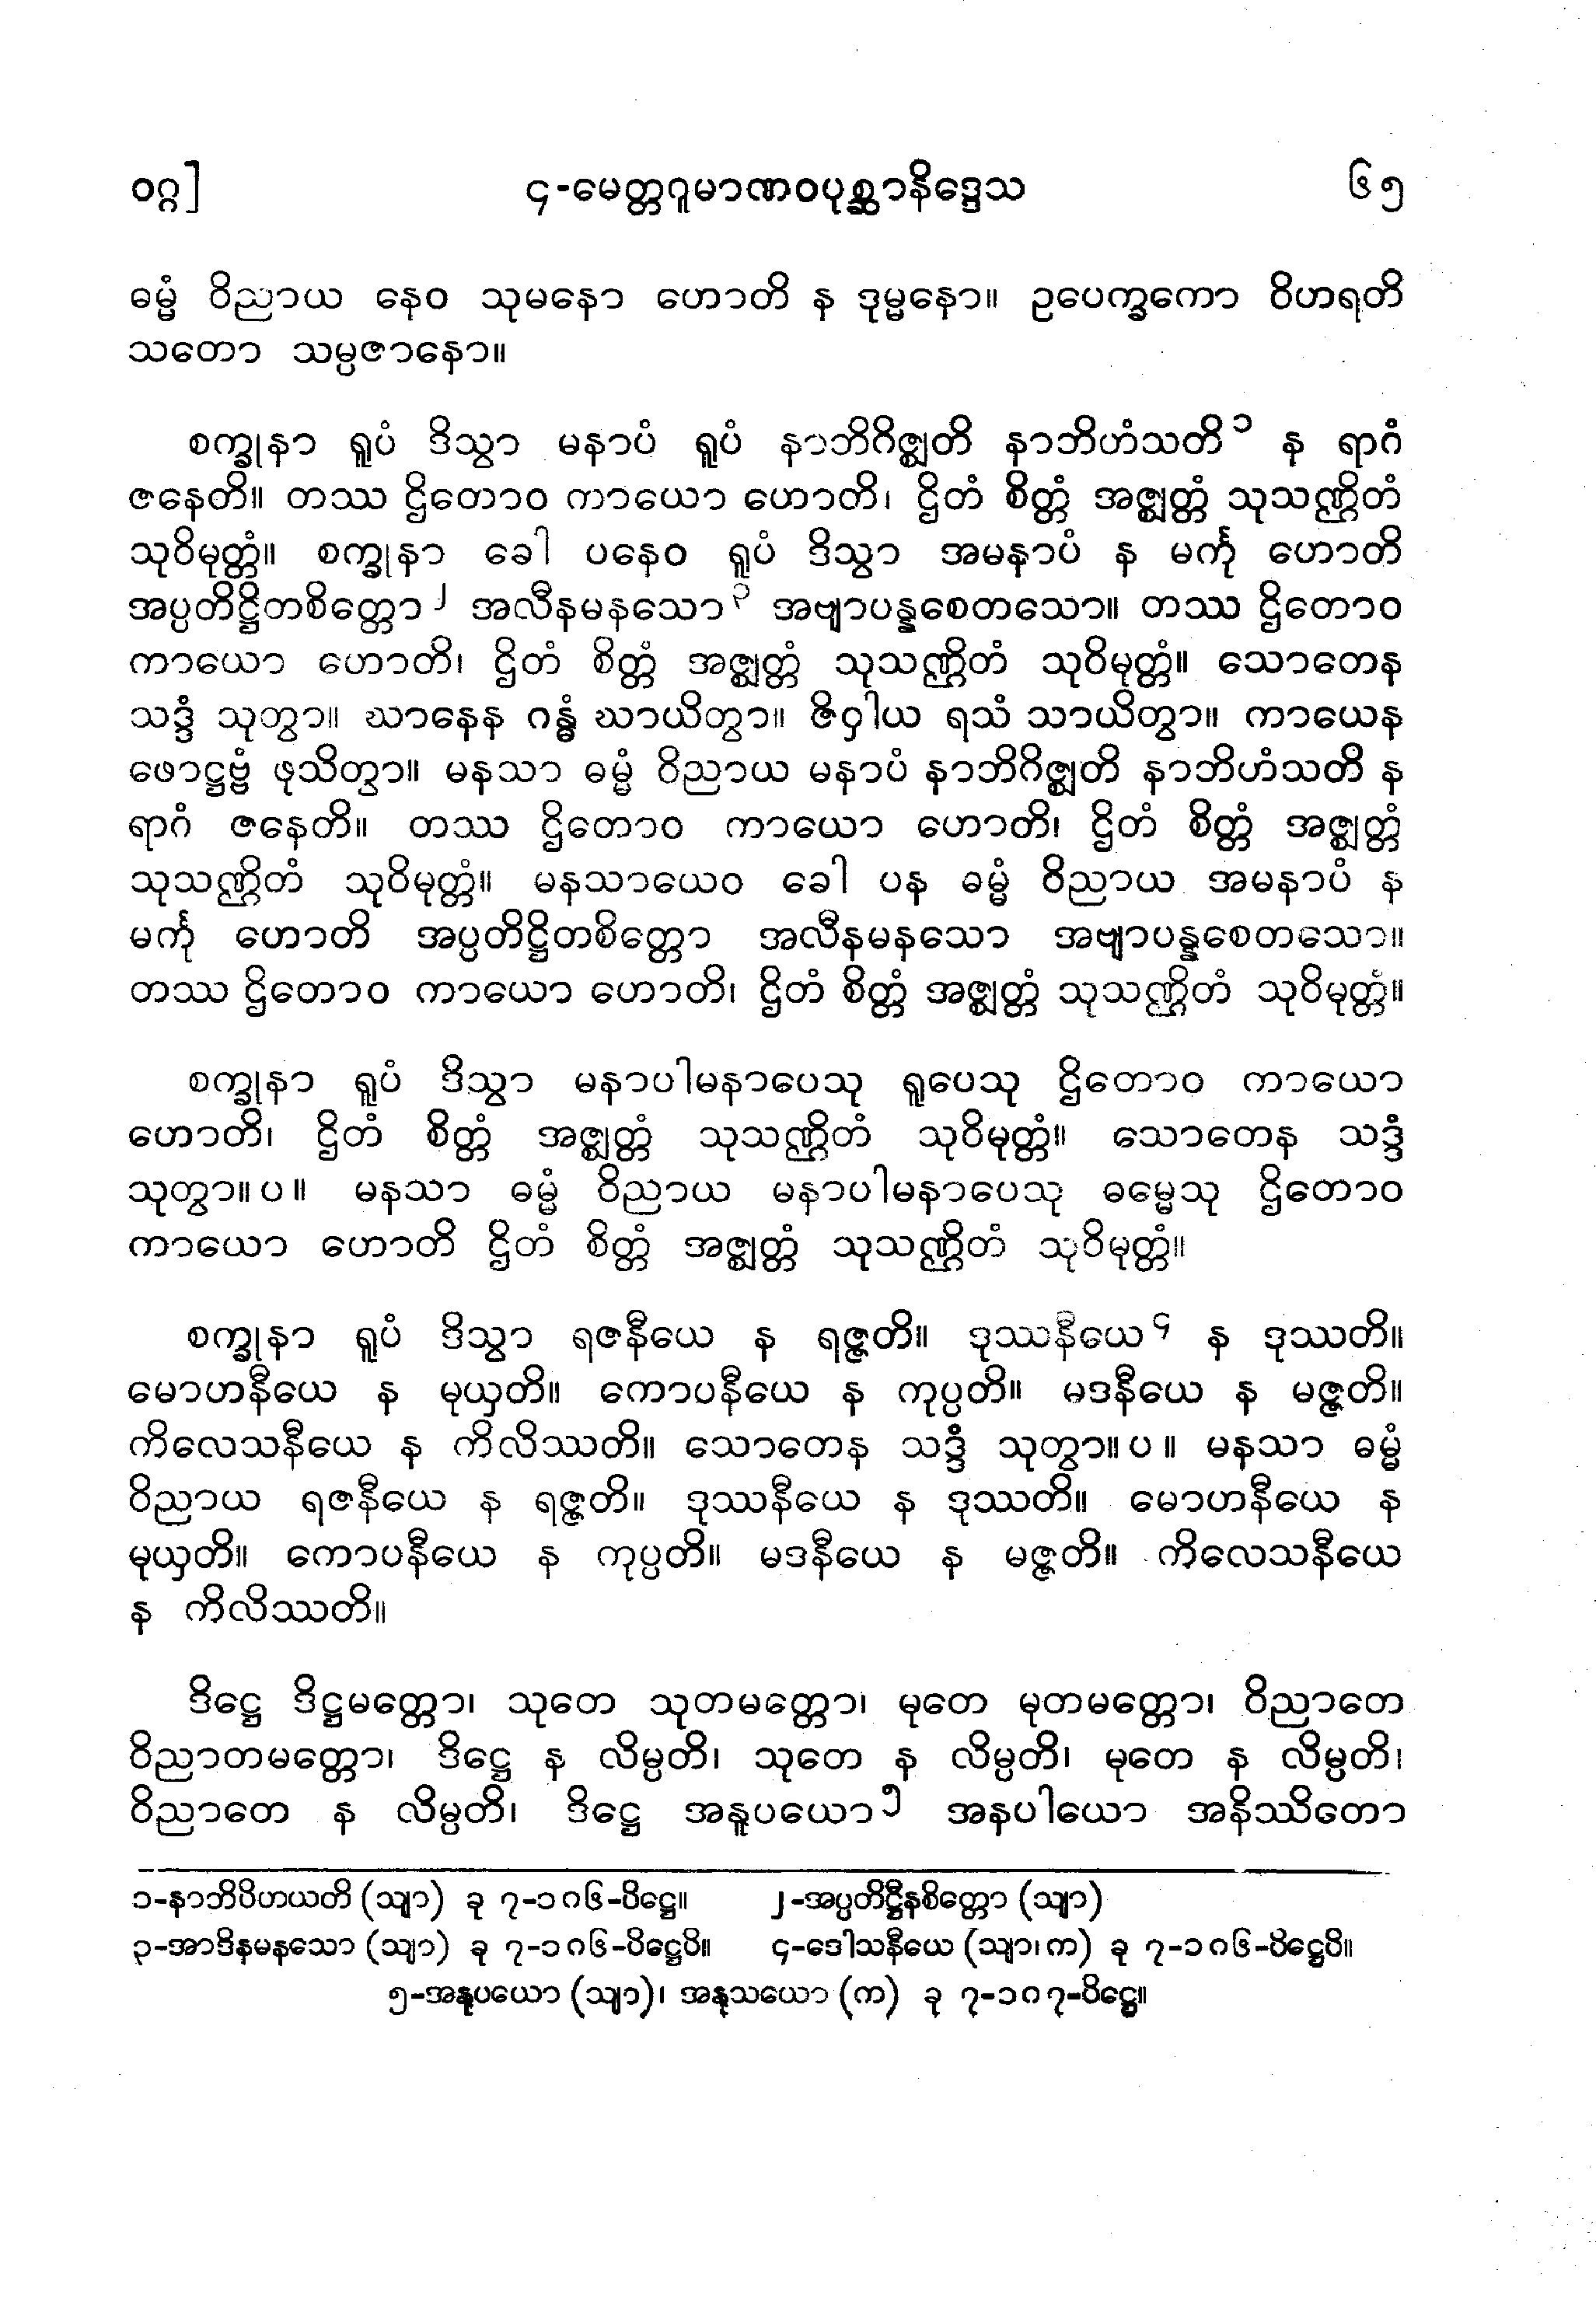 ဝဂ္ဂ] ၄-မေတ္တဂူမာဏဝပုစ္ဆာနိဒ္ဒေသ ၆၅
ဓမ္မံ ဝိညာယ နေဝ သုမနော ဟောတိ န ဒုမ္မနော။ ဥပေက္ခကော ဝိဟရတိ
သတော သမ္ပဇာနော။
စက္ခုနာ ရူပံ ဒိသွာ မနာပံ ရူပံ နာဘိဂိဇ္ဈတိ နာဘိဟံသတိ၁ န ရာဂံ
ဇနေတိ။ တဿ ဌိတောဝ ကာယော ဟောတိ၊ ဌိတံ စိတ္တံ အဇ္ဈတ္တံ သုသဏ္ဌိတံ
သုဝိမုတ္တံ။ စက္ခုနာ ခေါ ပနေဝ ရူပံ ဒိသွာ အမနာပံ န မင်္ကု ဟောတိ
အပ္ပတိဋ္ဌိတစိတ္တော၂ အလီနမနသော၃ အဗျာပန္နစေတသော။ တဿ ဌိတောဝ
ကာယော ဟောတိ၊ ဌိတံ စိတ္တံ အဇ္ဈတ္တံ သုသဏ္ဌိတံ သုဝိမုတ္တံ။ သောတေန
သဒ္ဒံ သုတွာ။ ဃာနေန ဂန္ဓံ ဃာယိတွာ။ ဇိဝှါယ ရသံ သာယိတွာ။ ကာယေန
ဖောဋ္ဌဗ္ဗံ ဖုသိတွာ။ မနသာ ဓမ္မံ ဝိညာယ မနာပံ နာဘိဂိဇ္ဈတိ နာဘိဟံသတိ န
ရာဂံ ဇနေတိ။ တဿ ဌိတောဝ ကာယော ဟောတိ၊ ဌိတံ စိတ္တံ အဇ္ဈတ္တံ
သုသဏ္ဌိတံ သုဝိမုတ္တံ။ မနသာယေဝ ခေါ ပန ဓမ္မံ ဝိညာယ အမနာပံ န
မင်္ကု ဟောတိ အပ္ပတိဋ္ဌိတစိတ္တော အလီနမနသော အဗျာပန္နစေတသော။
တဿ ဌိတောဝ ကာယော ဟောတိ၊ ဌိတံ စိတ္တံ အဇ္ဈတ္တံ သုသဏ္ဌိတံ သုဝိမုတ္တံ။
စက္ခုနာ ရူပံ ဒိသွာ မနာပါမနာပေသု ရူပေသု ဌိတောဝ ကာယော
ဟောတိ၊ ဌိတံ စိတ္တံ အဇ္ဈတ္တံ သုသဏ္ဌိတံ သုဝိမုတ္တံ။ သောတေန သဒ္ဒံ
သုတွာ။ပ။ မနသာ ဓမ္မံ ဝိညာယ မနာပါမနာပေသု ဓမ္မေသု ဌိတောဝ
ကာယော ဟောတိ ဌိတံ စိတ္တံ အဇ္ဈတ္တံ သုသဏ္ဌိတံ သုဝိမုတ္တံ။
စက္ခုနာ ရူပံ ဒိသွာ ရဇနီယေ န ရဇ္ဇတိ။ ဒုဿနီယေ၄ န ဒုဿတိ။
မောဟနီယေ န မုယှတိ။ ကောပနီယေ န ကုပ္ပတိ။ မဒနီယေ န မဇ္ဇတိ။
ကိလေသနီယေ န ကိလိဿတိ။ သောတေန သဒ္ဒံ သုတွာ။ပ။ မနသာ ဓမ္မံ
ဝိညာယ ရဇနီယေ န ရဇ္ဇတိ။ ဒုဿနီယေ န ဒုဿတိ။ မောဟနီယေ န
မုယှတိ။ ကောပနီယေ န ကုပ္ပတိ။ မဒနီယေ န မဇ္ဇတိ။ ကိလေသနီယေ
န ကိလိဿတိ။
ဒိဋ္ဌေ ဒိဋ္ဌမတ္တော၊ သုတေ သုတမတ္တော၊ မုတေ မုတမတ္တော၊ ဝိညာတေ
ဝိညာတမတ္တော၊ ဒိဋ္ဌေ န လိမ္ပတိ၊ သုတေ န လိမ္ပတိ၊ မုတေ န လိမ္ပတိ၊
ဝိညာတေ န လိမ္ပတိ၊ ဒိဋ္ဌေ အနူပယော၅ အနပါယော အနိဿိတော
၁-နာဘိပိဟယတိ (သျာ) ခု ၇-၁၈၆-ပိဋ္ဌေ။ ၂-အပ္ပတိဋ္ဌီနစိတ္တော (သျာ)
၃-အာဒိနမနသော (သျာ) ခု ၇-၁၈၆-ပိဋ္ဌေပိ။ ၄-ဒေါသနီယေ (သျာ၊က) ခု ၇-၁၈၆-ပိဋ္ဌေပိ။
၅-အနုပယော (သျာ)၊ အနုသယော (က) ခု ၇-၁၈၇-ပိဋ္ဌေ။